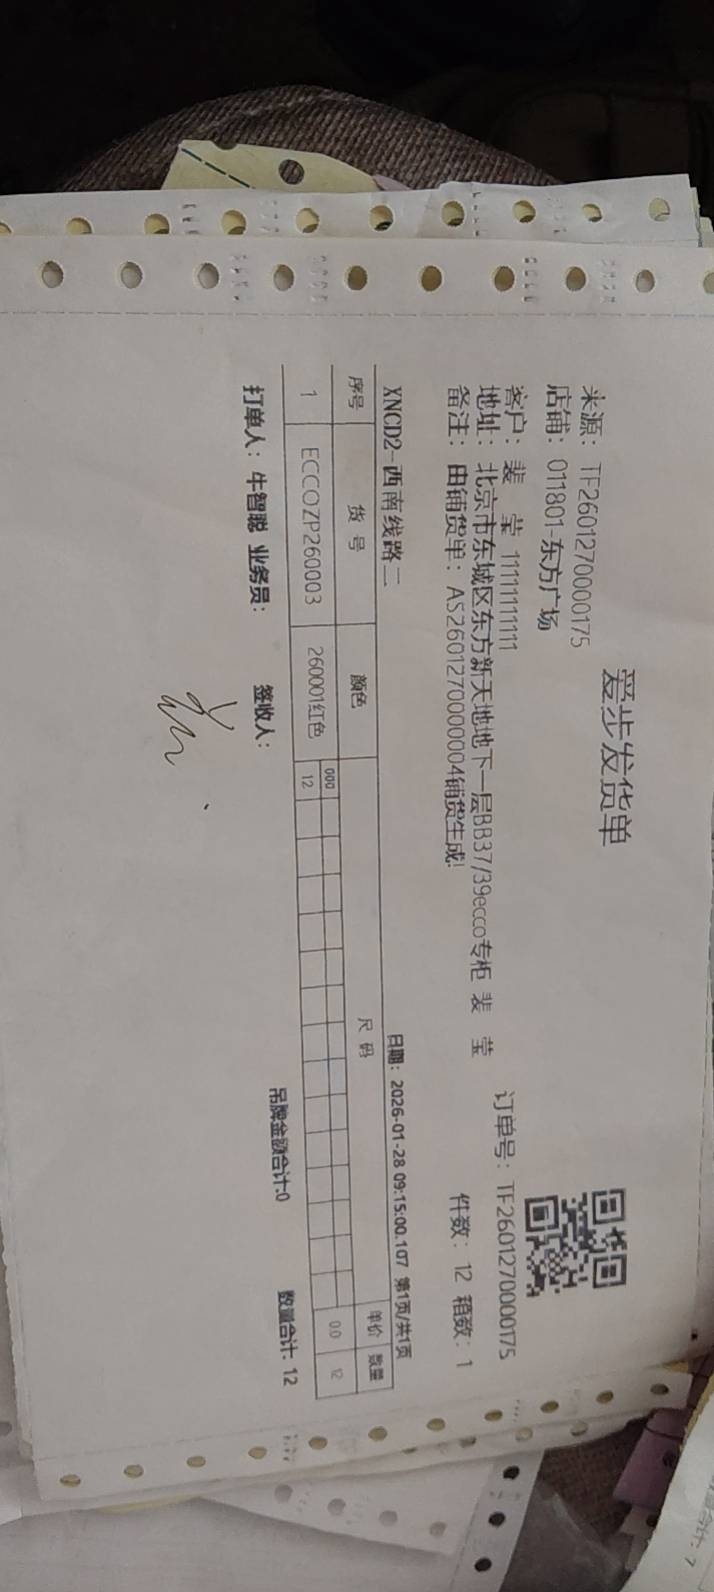 爱步发货单
来源：TF2601270000175
店铺：011801-东方广场
订单号：TF2601270000175
客户：裴 莹 11111111111
地址：北京市东城区东方新天地地下一层BB37/39ecco专柜 裴 莹
备注：由铺货单：AS2601270000004铺货生成!
件数：12 箱数：1
XNCD2-西南线路二
日期：2026-01-28 09:15:00.107 第1页/共1页
序号 货号 颜色 尺码 单价 数量
000
1 ECCOZP260003 260001红色 12 0.0 12
吊牌金额合计:0 数量合计: 12
打单人：牛智聪 业务员： 签收人：